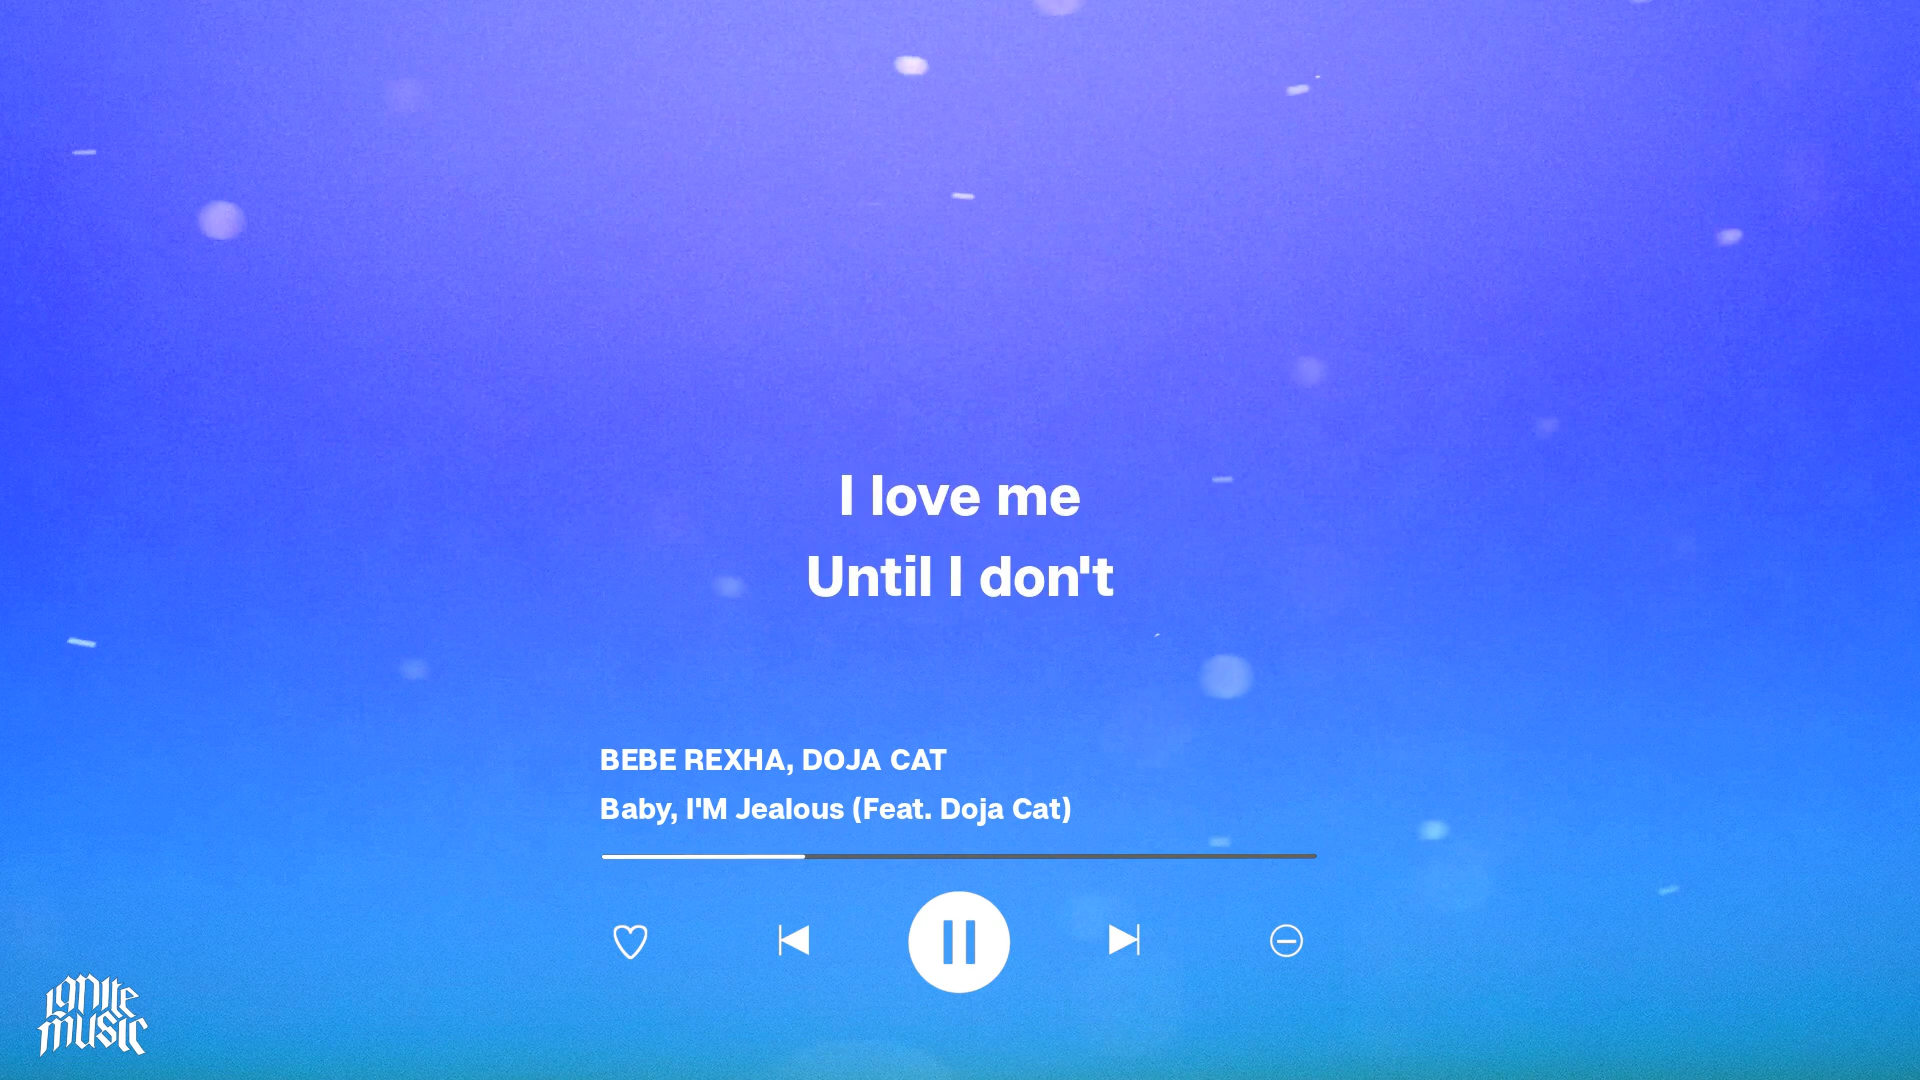 I love me
Until I don't
BEBE REXHA, DOJA CAT
Baby, I'M Jealous (Feat. Doja Cat)
ignite
music